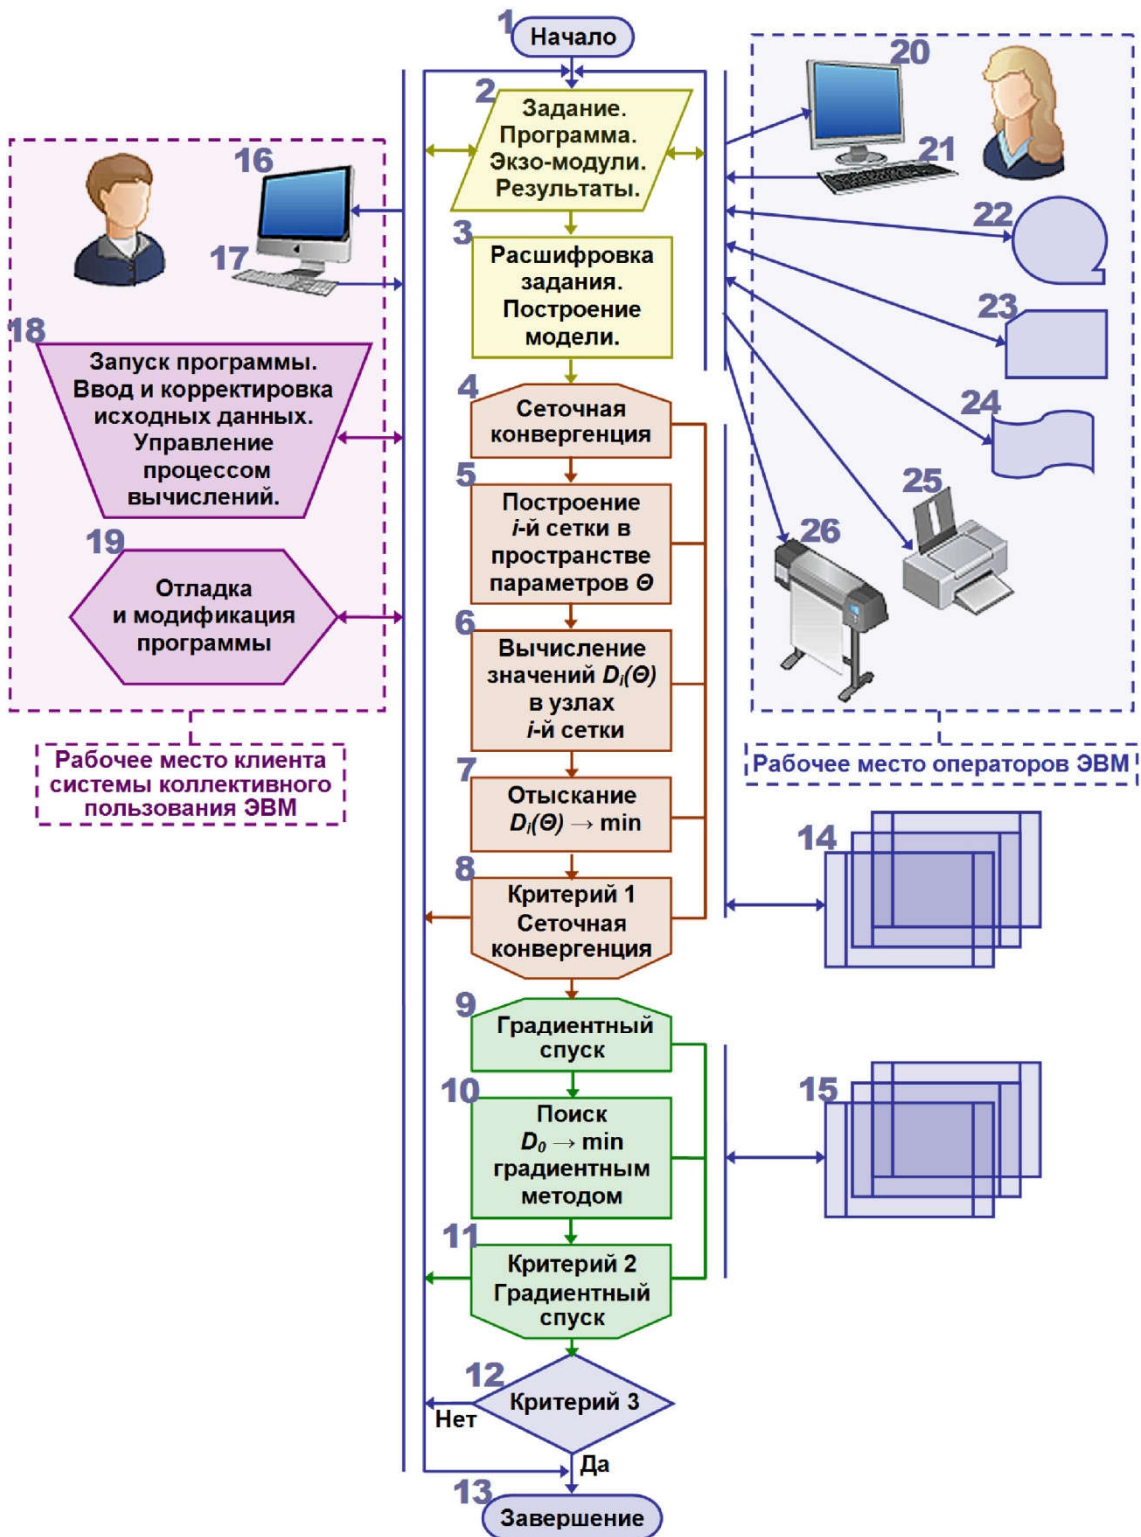 1
Начало
2
Задание.
Программа.
Экзо-модули.
Результаты.
3
Расшифровка
задания.
Построение
модели.
4
Сеточная
конвергенция
5
Построение
i-й сетки в
пространстве
параметров Θ
6
Вычисление
значений Dᵢ(Θ)
в узлах
i-й сетки
7
Отыскание
Dᵢ(Θ) → min
8
Критерий 1
Сеточная
конвергенция
9
Градиентный
спуск
10
Поиск
D₀ → min
градиентным
методом
11
Критерий 2
Градиентный
спуск
12
Критерий 3
Нет
Да
13
Завершение
14
15
16
17
18
Запуск программы.
Ввод и корректировка
исходных данных.
Управление
процессом
вычислений.
19
Отладка
и модификация
программы
Рабочее место клиента
системы коллективного
пользования ЭВМ
20
21
22
23
24
25
26
Рабочее место операторов ЭВМ